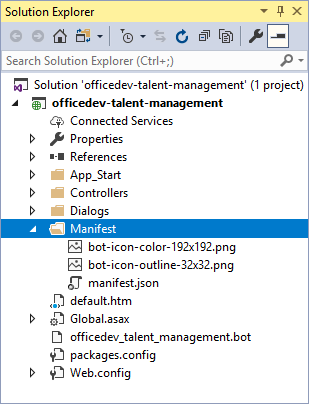 Solution Explorer
Search Solution Explorer (Ctrl+;)
Solution 'officedev-talent-management' (1 project)
officedev-talent-management
Connected Services
Properties
References
App_Start
Controllers
Dialogs
Manifest
bot-icon-color-192x192.png
bot-icon-outline-32x32.png
manifest.json
default.htm
Global.asax
officedev_talent_management.bot
packages.config
Web.config